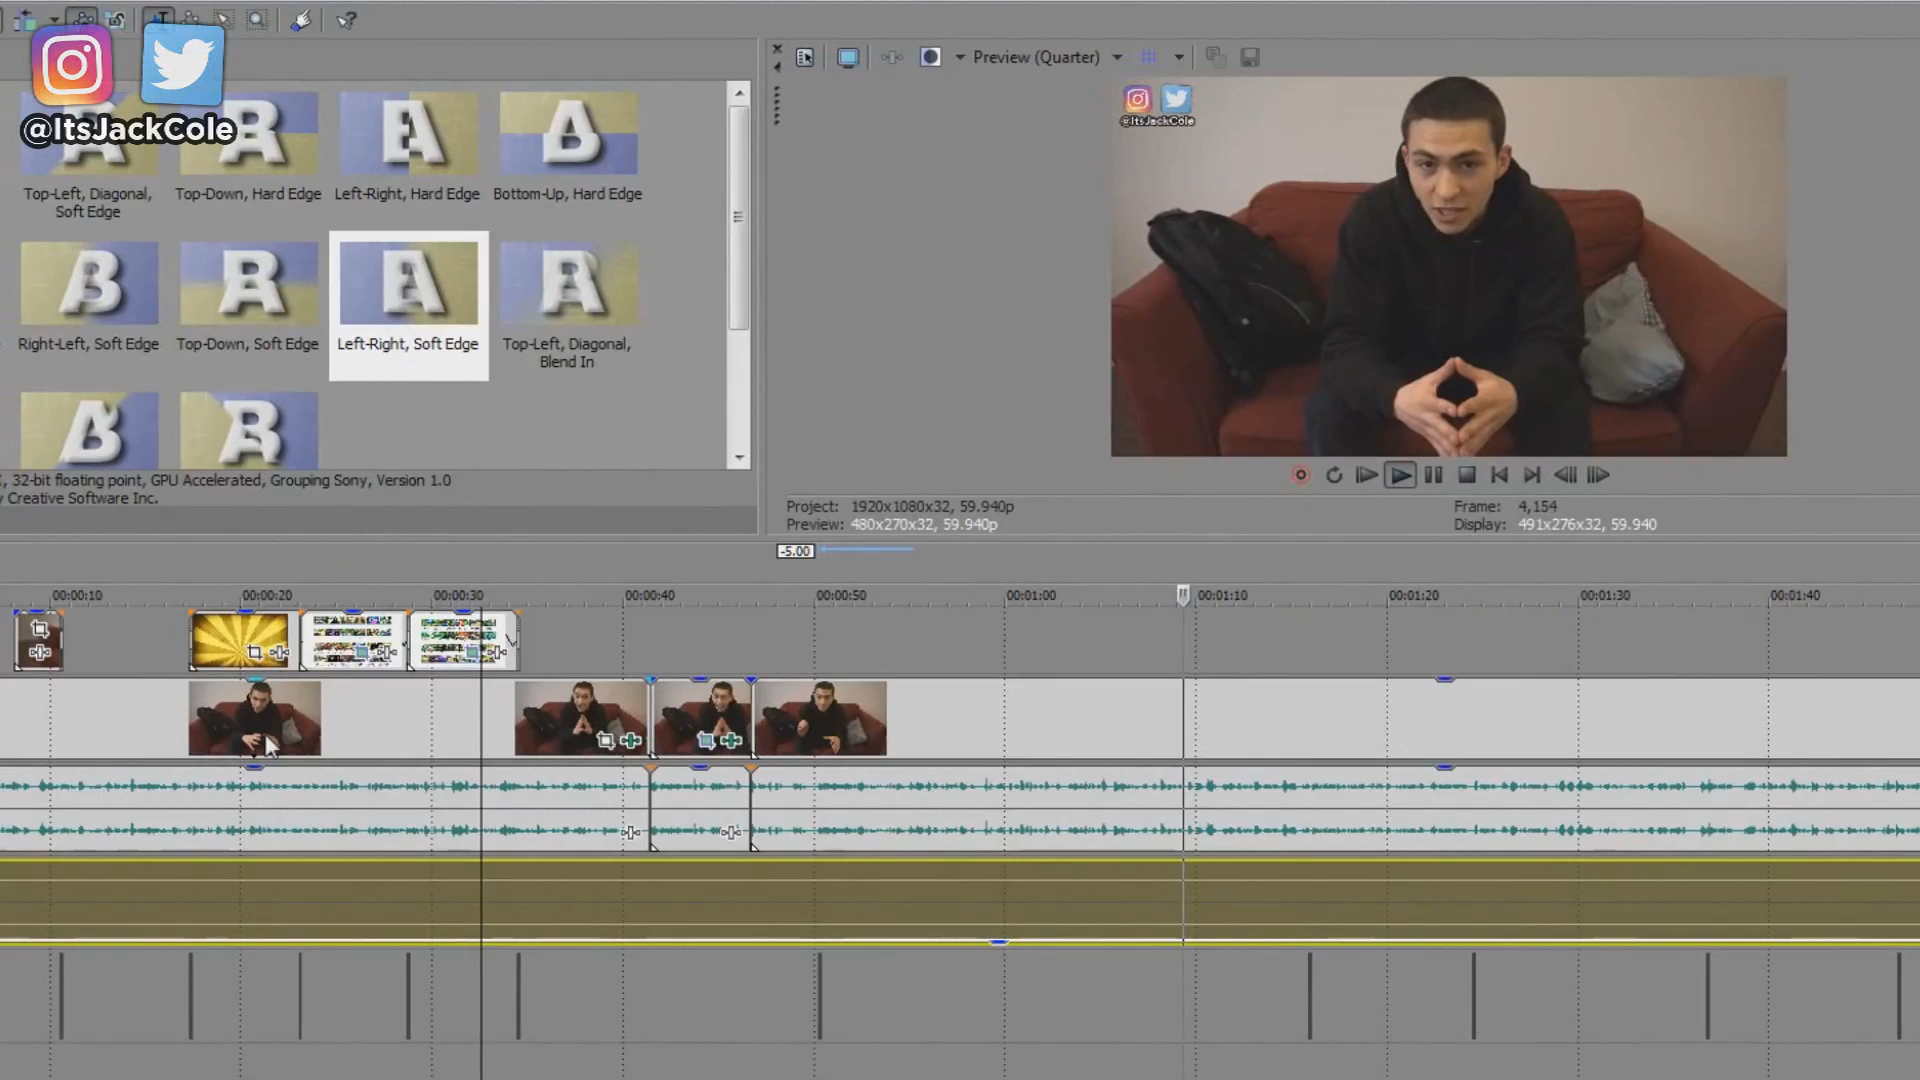 Preview (Quarter)
@ItsJackCole
@ItsJackCole
Top-Left, Diagonal,
Soft Edge
Top-Down, Hard Edge
Left-Right, Hard Edge
Bottom-Up, Hard Edge
Right-Left, Soft Edge
Top-Down, Soft Edge
Left-Right, Soft Edge
Top-Left, Diagonal,
Blend In
, 32-bit floating point, GPU Accelerated, Grouping Sony, Version 1.0
Creative Software Inc.
Project: 1920x1080x32, 59.940p
Preview: 480x270x32, 59.940p
Frame: 4,154
Display: 491x276x32, 59.940
-5.00
00:00:10
00:00:20
00:00:30
00:00:40
00:00:50
00:01:00
00:01:10
00:01:20
00:01:30
00:01:40